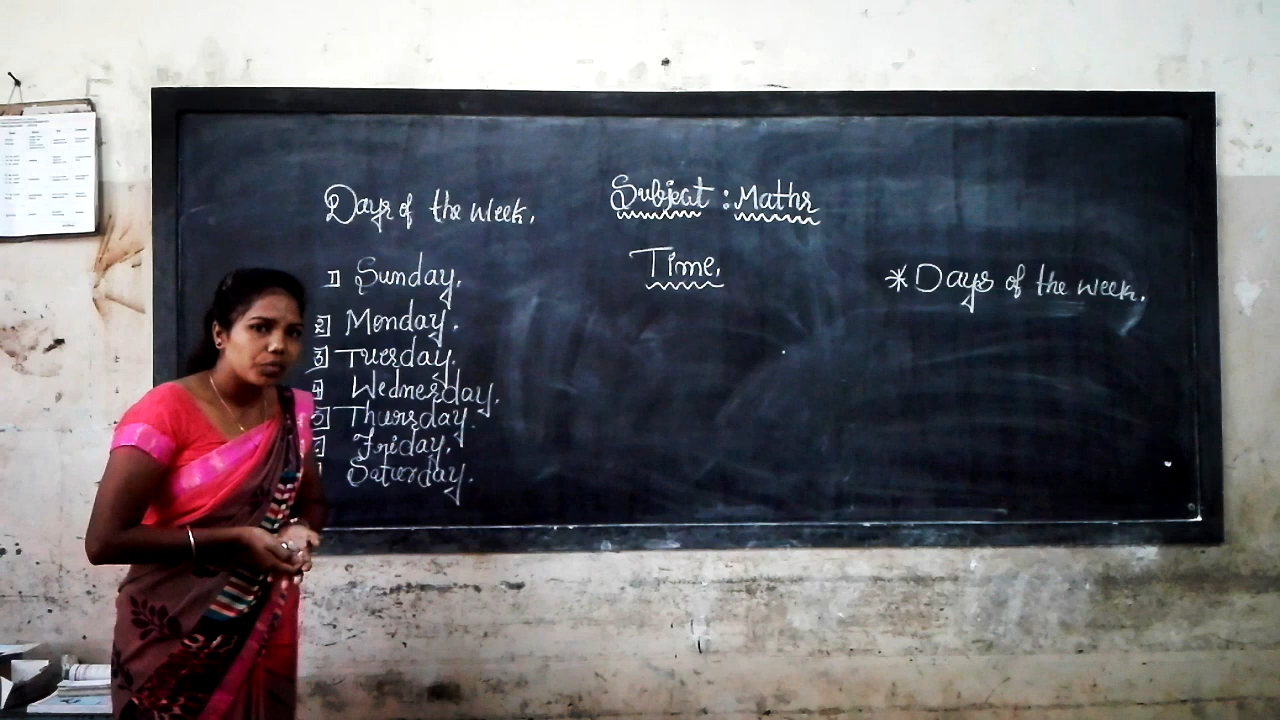 Subject : Maths
Time.
Days of the week.
1) Sunday.
2) Monday.
3) Tuesday.
4) Wednesday.
5) Thursday.
Friday.
Saturday.
* Days of the week.